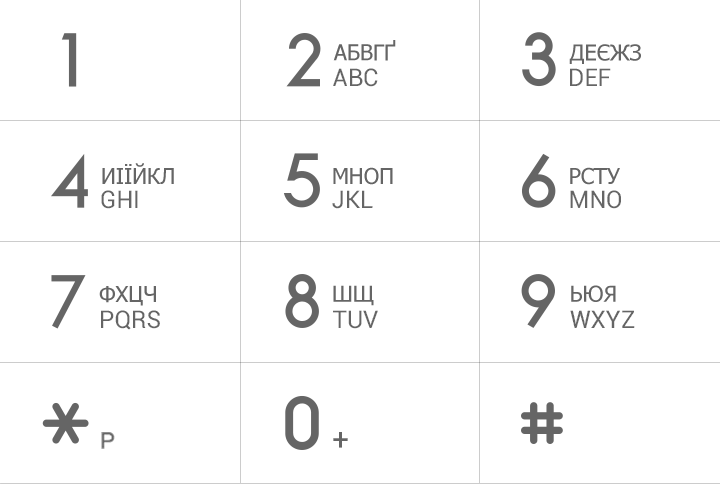 1
2 АБВГҐ
ABC
3 ДЕЄЖЗ
DEF
4 ИІЇЙКЛ
GHI
5 МНОП
JKL
6 РСТУ
MNO
7 ФХЦЧ
PQRS
8 ШЩ
TUV
9 ЬЮЯ
WXYZ
* P
0 +
#